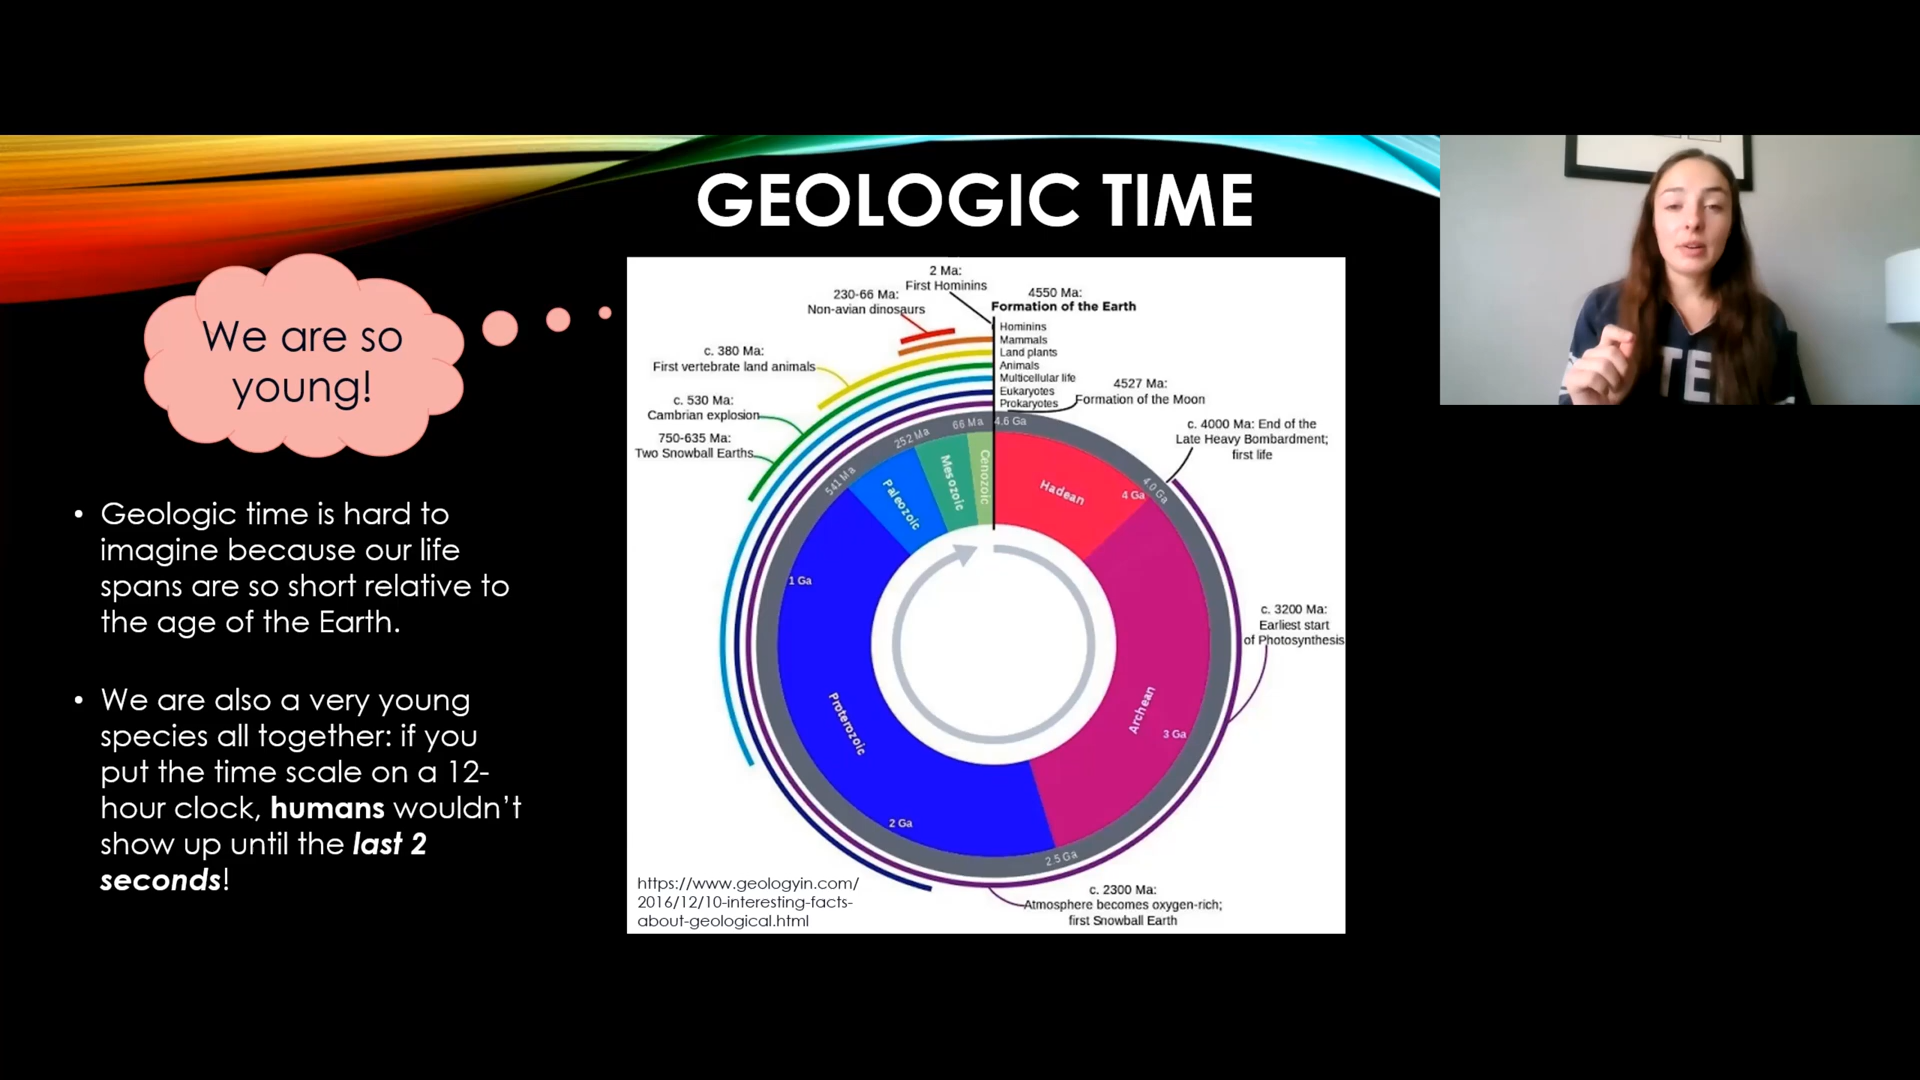 GEOLOGIC TIME
We are so
young!
• Geologic time is hard to
imagine because our life
spans are so short relative to
the age of the Earth.
• We are also a very young
species all together: if you
put the time scale on a 12-
hour clock, humans wouldn't
show up until the last 2
seconds!
2 Ma:
First Hominins
230-66 Ma:
Non-avian dinosaurs
c. 380 Ma:
First vertebrate land animals
c. 530 Ma:
Cambrian explosion
750-635 Ma:
Two Snowball Earths
4550 Ma:
Formation of the Earth
Hominins
Mammals
Land plants
Animals
Multicellular life
Eukaryotes
Prokaryotes
4527 Ma:
Formation of the Moon
c. 4000 Ma: End of the
Late Heavy Bombardment;
first life
c. 3200 Ma:
Earliest start
of Photosynthesis
c. 2300 Ma:
Atmosphere becomes oxygen-rich;
first Snowball Earth
4.6 Ga
4.0 Ga
2.5 Ga
541 Ma
252 Ma
66 Ma
Hadean
4 Ga
Archean
3 Ga
2 Ga
Proterozoic
1 Ga
Paleozoic
Mesozoic
Cenozoic
https://www.geologyin.com/
2016/12/10-interesting-facts-
about-geological.html
TE